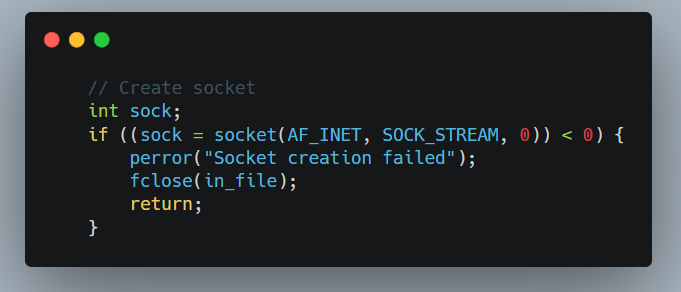 // Create socket
int sock;
if ((sock = socket(AF_INET, SOCK_STREAM, 0)) < 0) {
    perror("Socket creation failed");
    fclose(in_file);
    return;
}